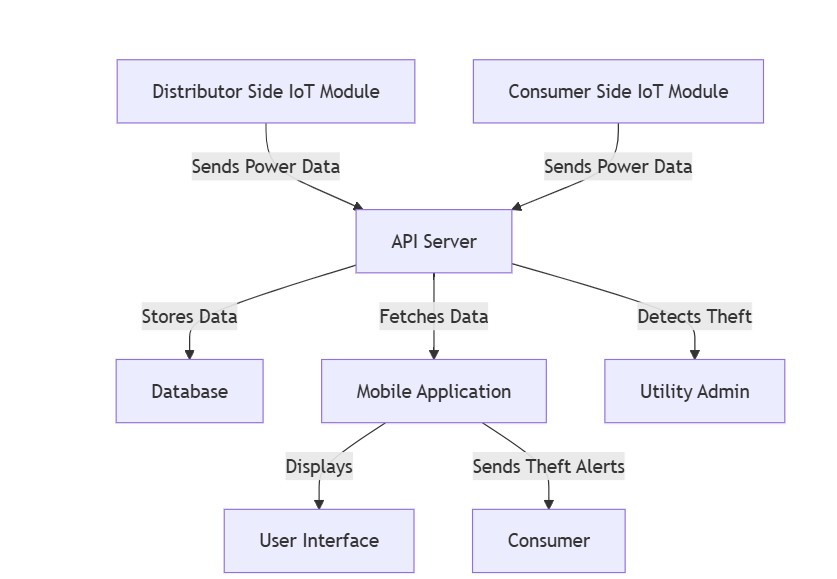 Distributor Side IoT Module
Consumer Side IoT Module
Sends Power Data
Sends Power Data
API Server
Stores Data
Fetches Data
Detects Theft
Database
Mobile Application
Utility Admin
Displays
Sends Theft Alerts
User Interface
Consumer